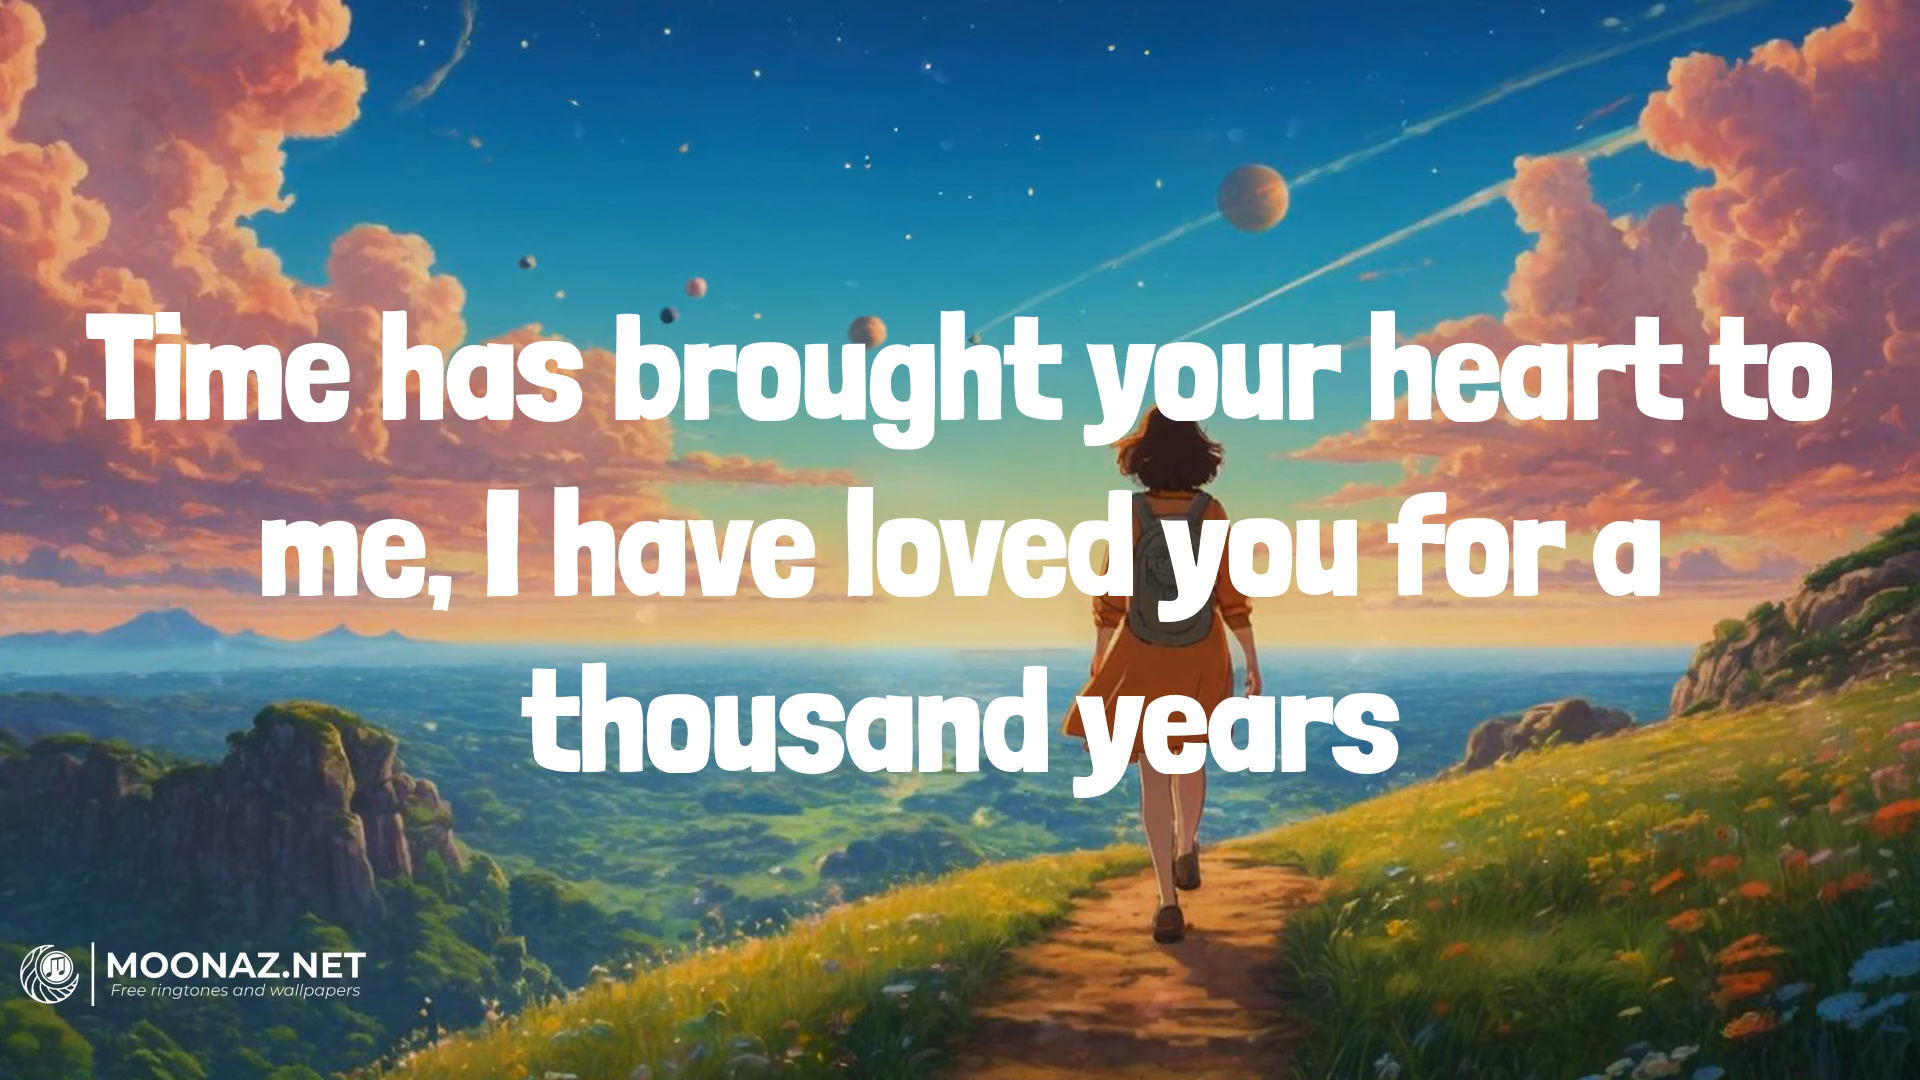 Time has brought your heart to
me, I have loved you for a
thousand years
MOONAZ.NET
Free ringtones and wallpapers